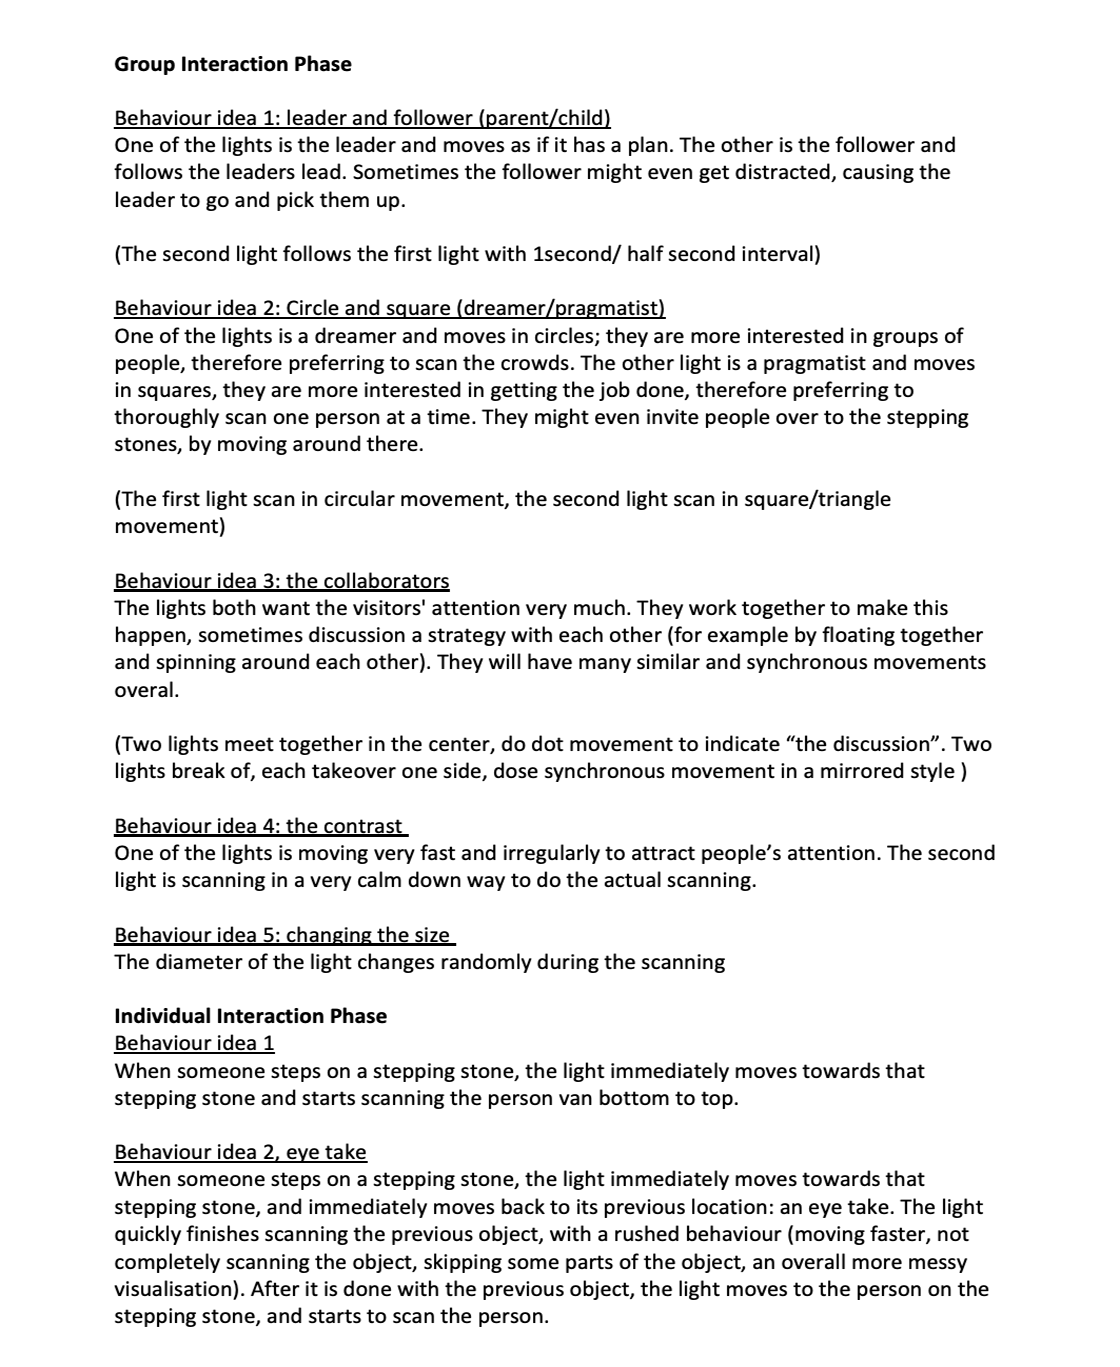 Group Interaction Phase
Behaviour idea 1: leader and follower (parent/child)
One of the lights is the leader and moves as if it has a plan. The other is the follower and
follows the leaders lead. Sometimes the follower might even get distracted, causing the
leader to go and pick them up.
(The second light follows the first light with 1second/ half second interval)
Behaviour idea 2: Circle and square (dreamer/pragmatist)
One of the lights is a dreamer and moves in circles; they are more interested in groups of
people, therefore preferring to scan the crowds. The other light is a pragmatist and moves
in squares, they are more interested in getting the job done, therefore preferring to
thoroughly scan one person at a time. They might even invite people over to the stepping
stones, by moving around there.
(The first light scan in circular movement, the second light scan in square/triangle
movement)
Behaviour idea 3: the collaborators
The lights both want the visitors' attention very much. They work together to make this
happen, sometimes discussion a strategy with each other (for example by floating together
and spinning around each other). They will have many similar and synchronous movements
overal.
(Two lights meet together in the center, do dot movement to indicate “the discussion”. Two
lights break of, each takeover one side, dose synchronous movement in a mirrored style )
Behaviour idea 4: the contrast
One of the lights is moving very fast and irregularly to attract people’s attention. The second
light is scanning in a very calm down way to do the actual scanning.
Behaviour idea 5: changing the size
The diameter of the light changes randomly during the scanning
Individual Interaction Phase
Behaviour idea 1
When someone steps on a stepping stone, the light immediately moves towards that
stepping stone and starts scanning the person van bottom to top.
Behaviour idea 2, eye take
When someone steps on a stepping stone, the light immediately moves towards that
stepping stone, and immediately moves back to its previous location: an eye take. The light
quickly finishes scanning the previous object, with a rushed behaviour (moving faster, not
completely scanning the object, skipping some parts of the object, an overall more messy
visualisation). After it is done with the previous object, the light moves to the person on the
stepping stone, and starts to scan the person.